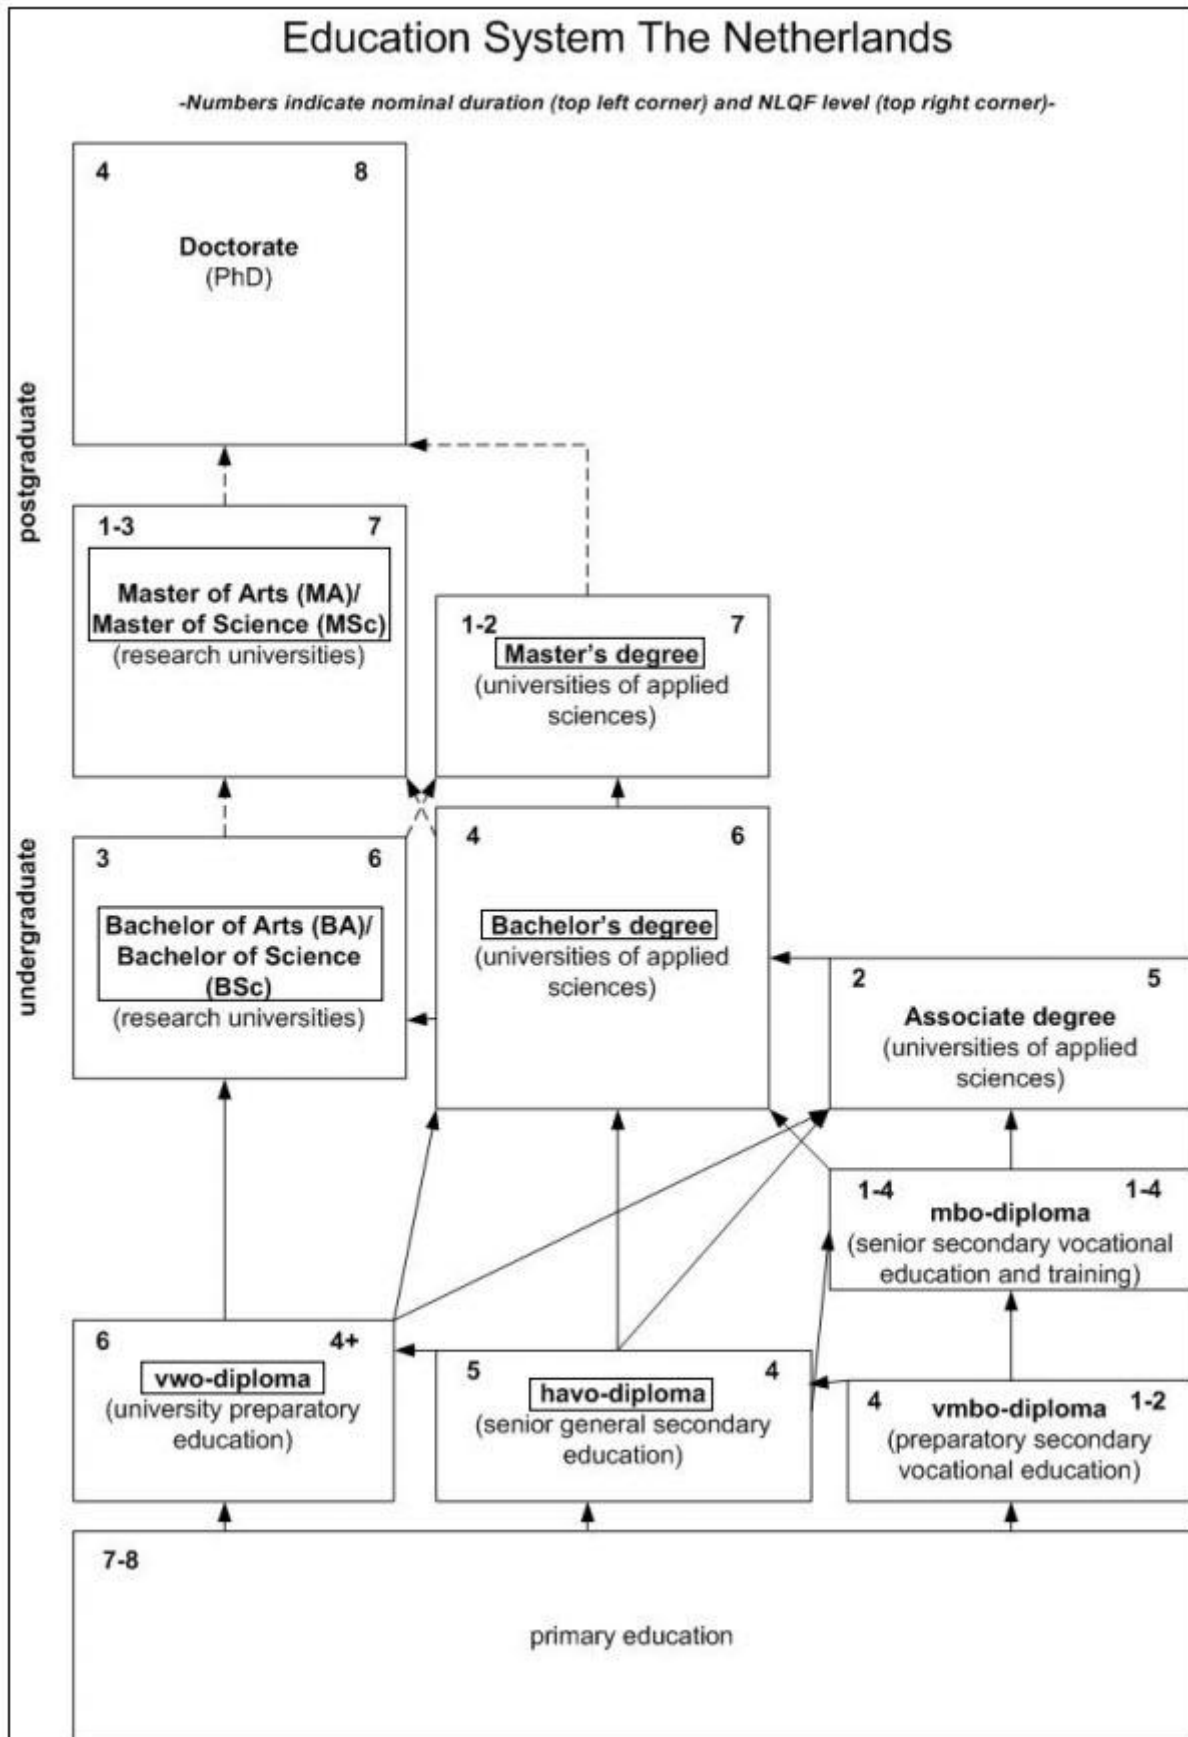 Education System The Netherlands
-Numbers indicate nominal duration (top left corner) and NLQF level (top right corner)-
postgraduate
undergraduate
4 8
Doctorate
(PhD)
1-3 7
Master of Arts (MA)/
Master of Science (MSc)
(research universities)
1-2 7
Master's degree
(universities of applied
sciences)
3 6
Bachelor of Arts (BA)/
Bachelor of Science
(BSc)
(research universities)
4 6
Bachelor's degree
(universities of applied
sciences)
2 5
Associate degree
(universities of applied
sciences)
1-4 1-4
mbo-diploma
(senior secondary vocational
education and training)
6 4+
vwo-diploma
(university preparatory
education)
5 4
havo-diploma
(senior general secondary
education)
4 vmbo-diploma 1-2
(preparatory secondary
vocational education)
7-8
primary education